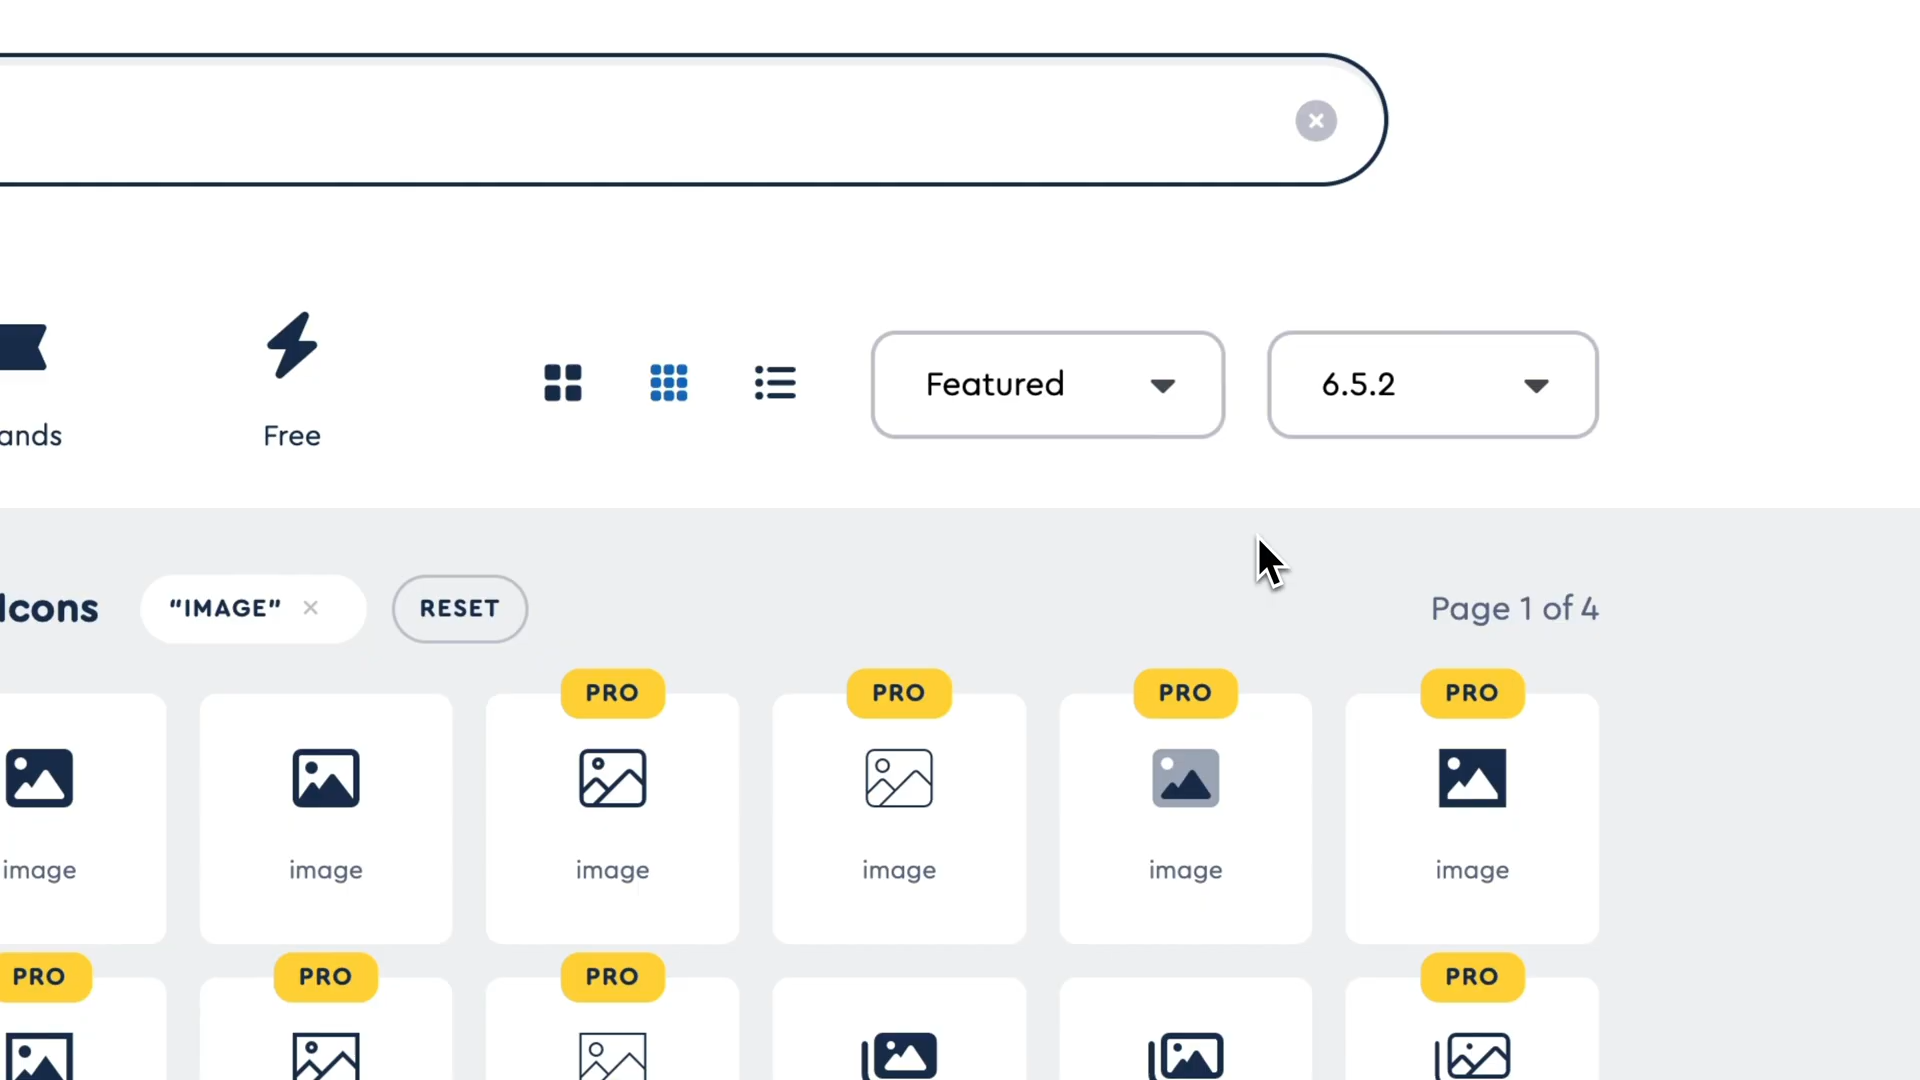 ands
Free
Featured
6.5.2
Icons
"IMAGE"
RESET
Page 1 of 4
PRO
PRO
PRO
PRO
image
image
image
image
image
image
PRO
PRO
PRO
PRO